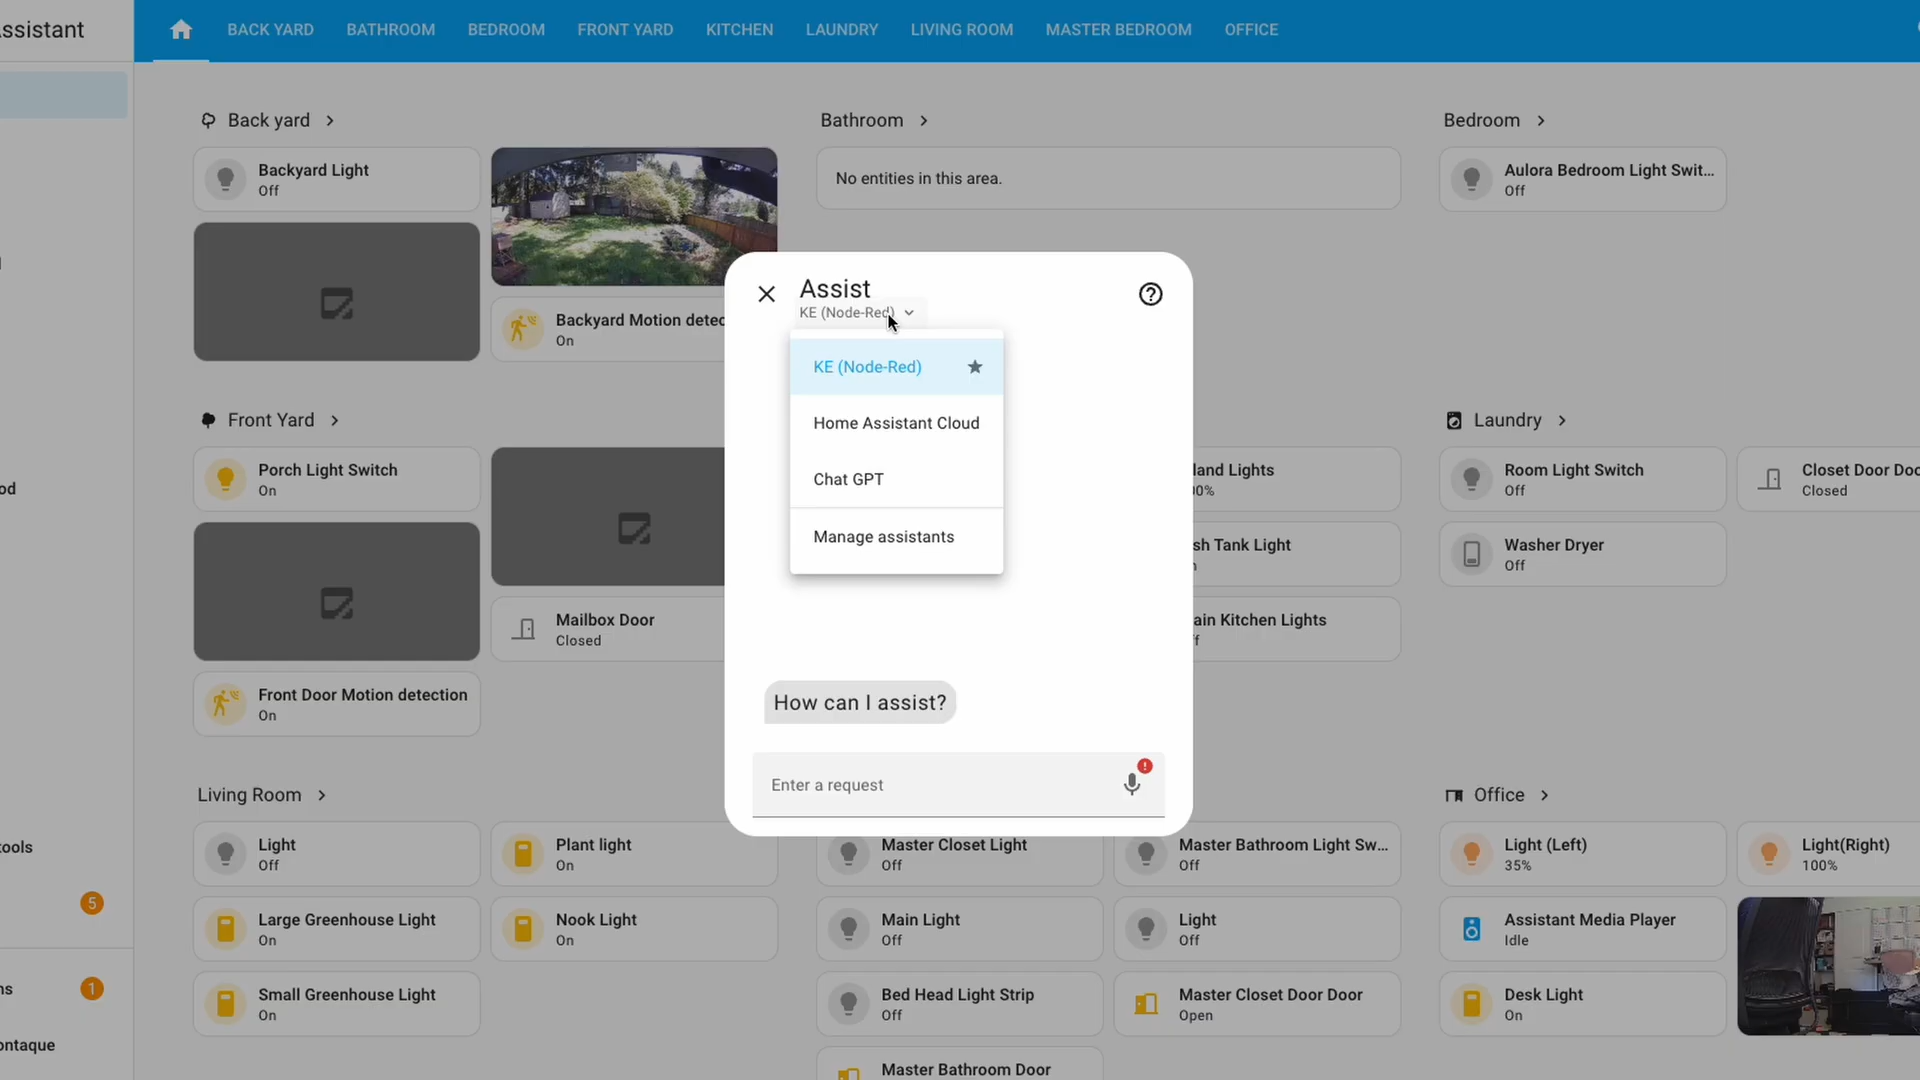 ssistant
BACK YARD BATHROOM BEDROOM FRONT YARD KITCHEN LAUNDRY LIVING ROOM MASTER BEDROOM OFFICE
Back yard
Backyard Light
Off
Backyard Motion detec
On
Bathroom
No entities in this area.
Bedroom
Aulora Bedroom Light Swit...
Off
Assist
KE (Node-Red)
KE (Node-Red)
Home Assistant Cloud
Chat GPT
Manage assistants
How can I assist?
Enter a request
Front Yard
Porch Light Switch
On
Mailbox Door
Closed
Front Door Motion detection
On
land Lights
00%
sh Tank Light
n
ain Kitchen Lights
ff
Laundry
Room Light Switch
Off
Closet Door Doo
Closed
Washer Dryer
Off
Living Room
Light
Off
Plant light
On
Large Greenhouse Light
On
Nook Light
On
Small Greenhouse Light
On
Master Closet Light
Off
Master Bathroom Light Sw...
Off
Main Light
Off
Light
Off
Bed Head Light Strip
Off
Master Closet Door Door
Open
Master Bathroom Door
Office
Light (Left)
35%
Light(Right)
100%
Assistant Media Player
Idle
Desk Light
On
od
ools
5
ns
1
ontaque